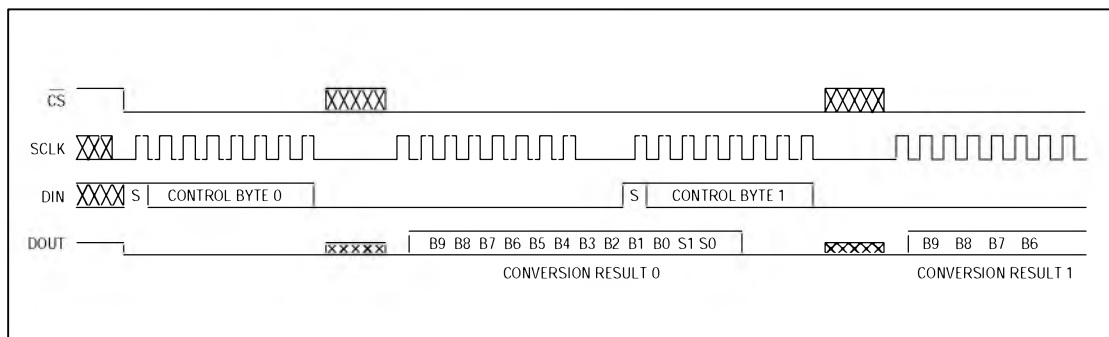 CS
SCLK
DIN S CONTROL BYTE 0 S CONTROL BYTE 1
DOUT B9 B8 B7 B6 B5 B4 B3 B2 B1 B0 S1 S0 B9 B8 B7 B6
CONVERSION RESULT 0 CONVERSION RESULT 1